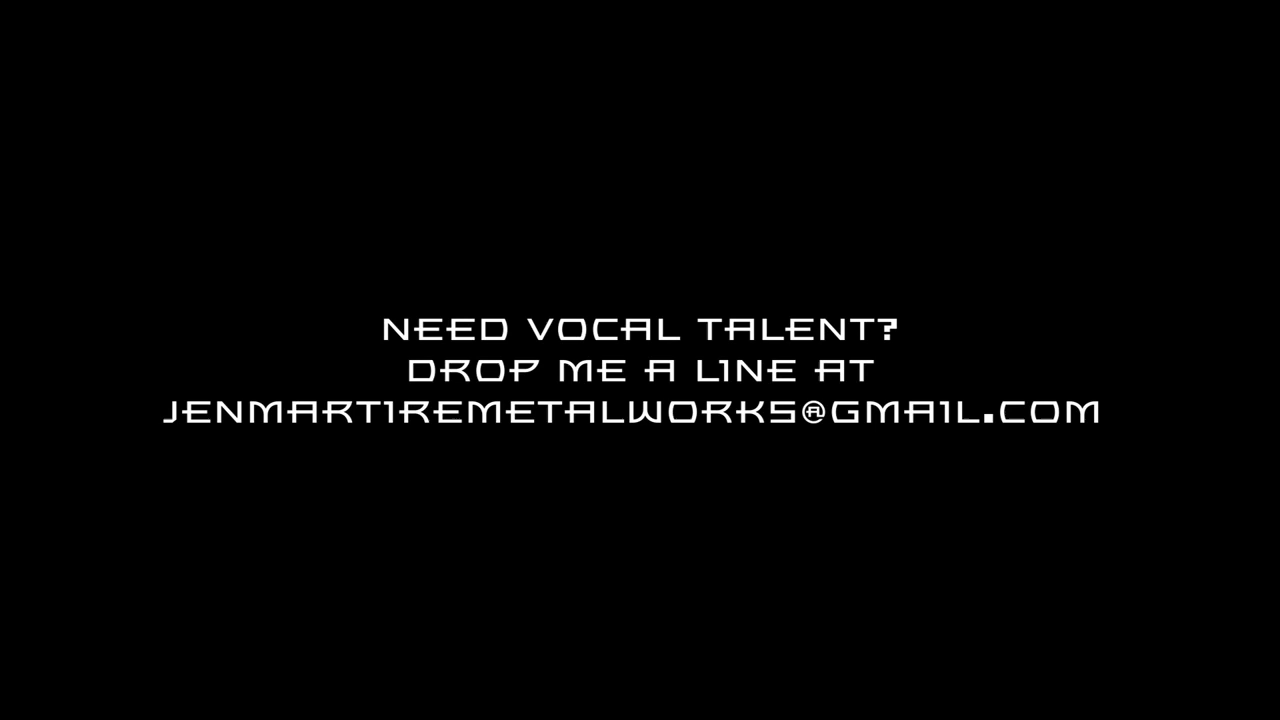 NEED VOCAL TALENT?
DROP ME A LINE AT
JENMARTIREMETALWORKS@GMAIL.COM